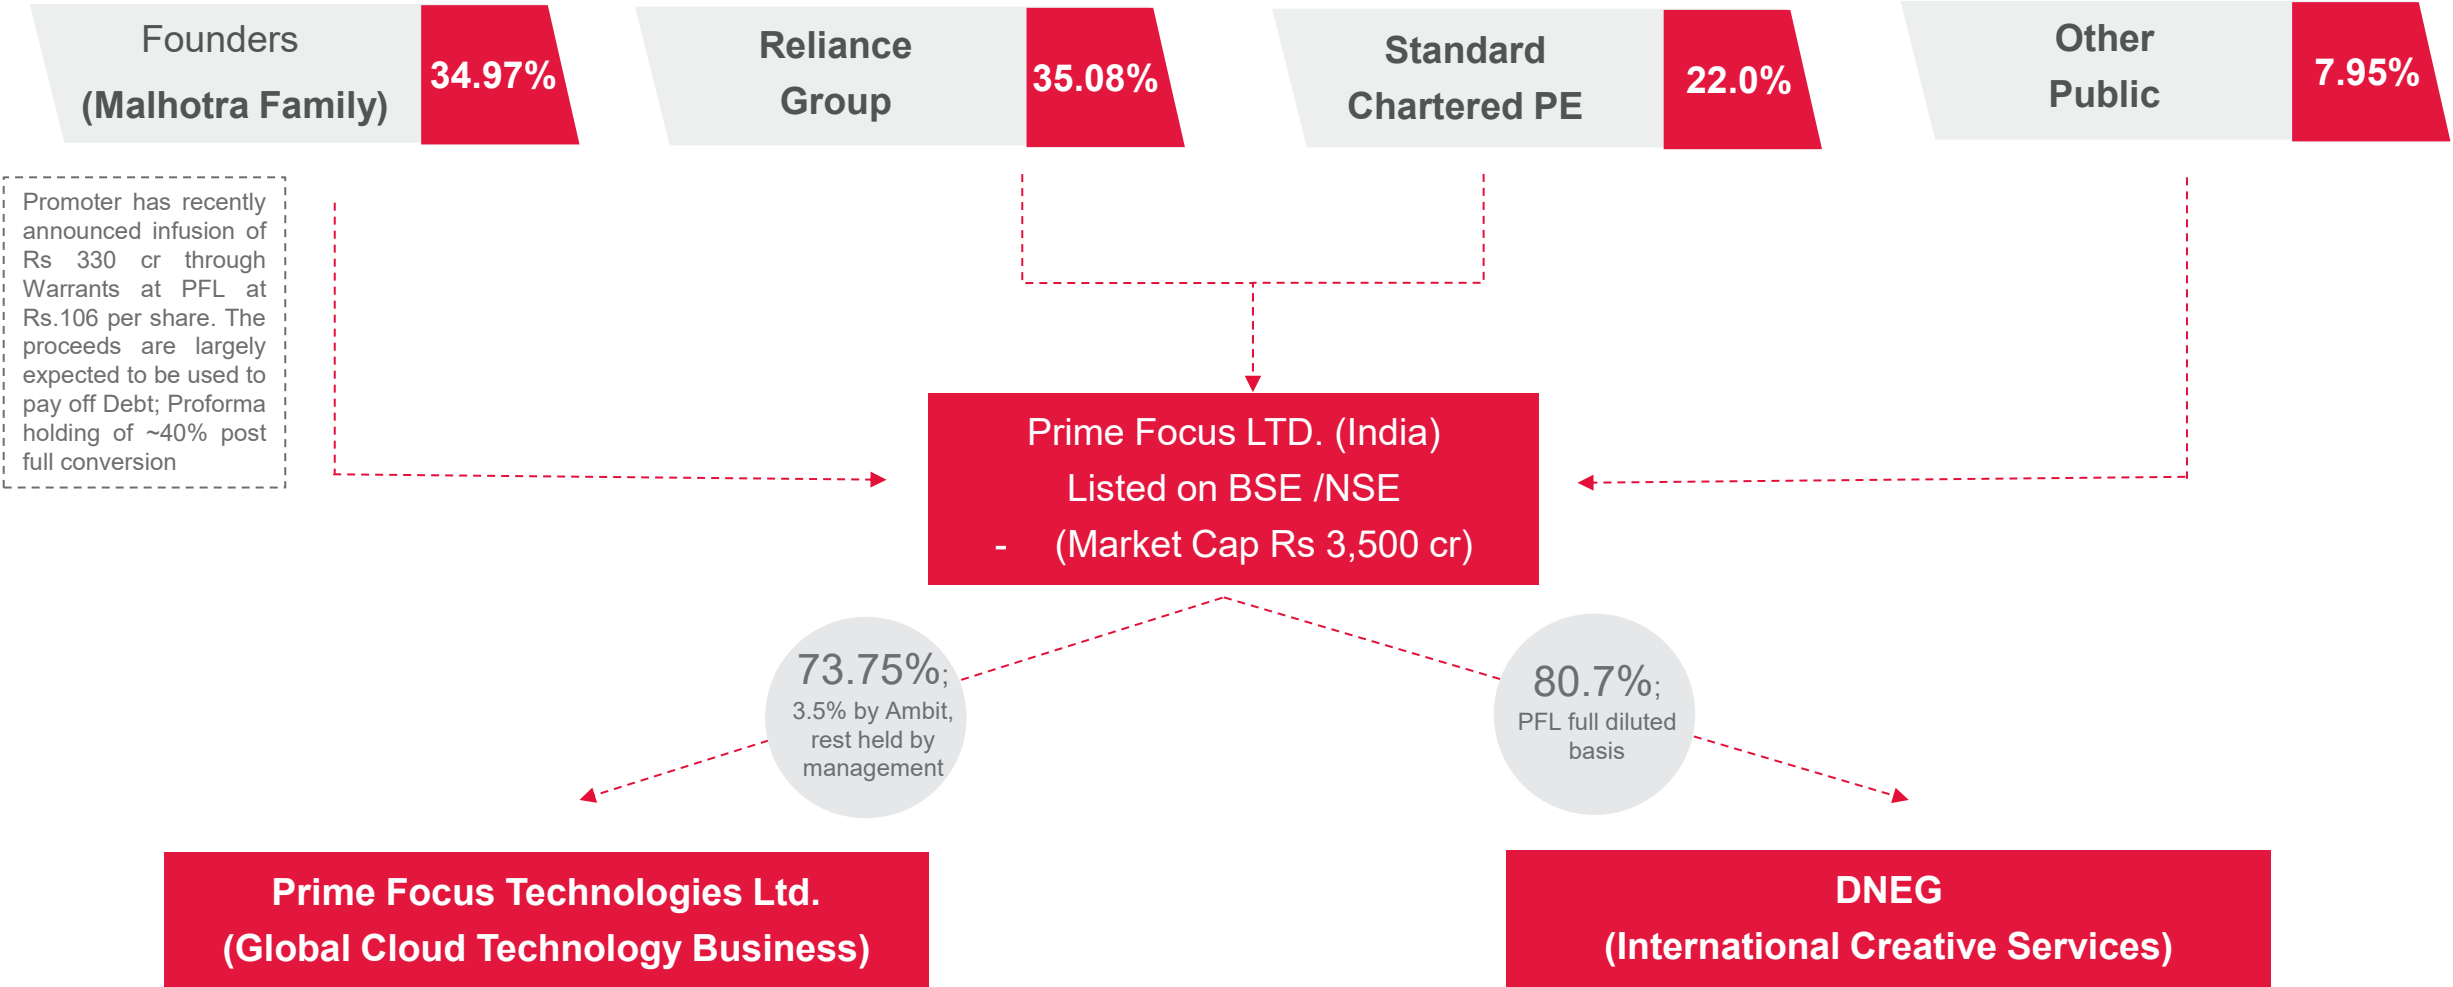 Founders
(Malhotra Family)
34.97%
Reliance
Group
35.08%
Standard
Chartered PE
22.0%
Other
Public
7.95%
Promoter has recently
announced infusion of
Rs 330 cr through
Warrants at PFL at
Rs.106 per share. The
proceeds are largely
expected to be used to
pay off Debt; Proforma
holding of ~40% post
full conversion
Prime Focus LTD. (India)
Listed on BSE /NSE
- (Market Cap Rs 3,500 cr)
73.75%;
3.5% by Ambit,
rest held by
management
80.7%;
PFL full diluted
basis
Prime Focus Technologies Ltd.
(Global Cloud Technology Business)
DNEG
(International Creative Services)